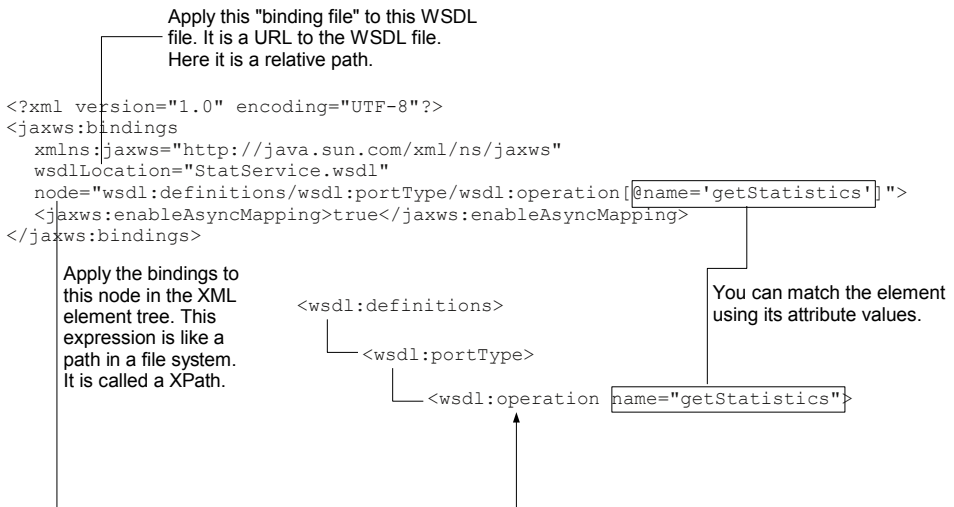 Apply this "binding file" to this WSDL
file. It is a URL to the WSDL file.
Here it is a relative path.
<?xml version="1.0" encoding="UTF-8"?>
<jaxws:bindings
xmlns:jaxws="http://java.sun.com/xml/ns/jaxws"
wsdlLocation="StatService.wsdl"
node="wsdl:definitions/wsdl:portType/wsdl:operation[@name='getStatistics']">
<jaxws:enableAsyncMapping>true</jaxws:enableAsyncMapping>
</jaxws:bindings>
Apply the bindings to
this node in the XML
element tree. This
expression is like a
path in a file system.
It is called a XPath.
<wsdl:definitions>
<wsdl:portType>
<wsdl:operation name="getStatistics">
You can match the element
using its attribute values.